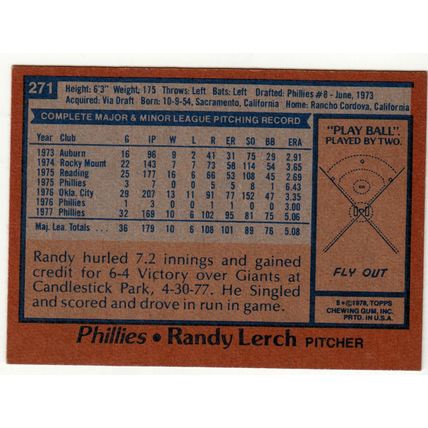 271
Height: 6'3" Weight: 175 Throws: Left Bats: Left Drafted: Phillies #8 - June, 1973
Acquired: Via Draft Born: 10-9-54, Sacramento, California Home: Rancho Cordova, California
COMPLETE MAJOR & MINOR LEAGUE PITCHING RECORD
Year Club G IP W L R ER SO BB ERA
1973 Auburn 16 96 9 2 41 31 75 29 2.91
1974 Rocky Mount 22 143 7 7 73 58 114 54 3.65
1975 Reading 25 177 16 6 66 53 108 45 2.69
1975 Phillies 3 7 0 0 5 5 8 1 6.43
1976 Okla. City 29 207 13 11 91 77 152 47 3.35
1976 Phillies 1 3 0 0 1 1 0 0 3.00
1977 Phillies 32 169 10 6 102 95 81 75 5.06
Maj. Lea. Totals 36 179 10 6 108 101 89 76 5.08
Randy hurled 7.2 innings and gained
credit for 6-4 Victory over Giants at
Candlestick Park, 4-30-77. He Singled
and scored and drove in run in game.
"PLAY BALL"
PLAYED BY TWO.
FLY OUT
©1978, TOPPS
CHEWING GUM, INC.
PRTD. IN U.S.A.
Phillies • Randy Lerch PITCHER